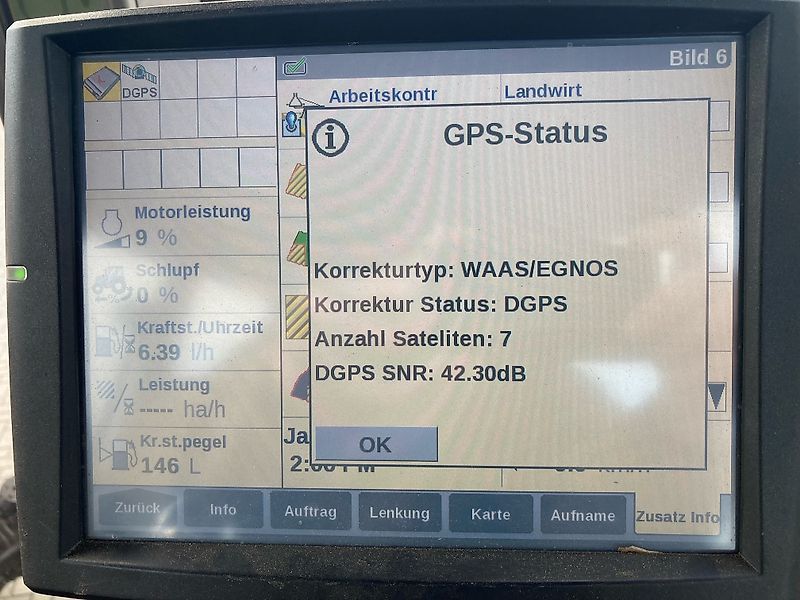 Bild 6
DGPS
Arbeitskontr
Landwirt
GPS-Status
Motorleistung
9 %
Schlupf
0 %
Kraftst./Uhrzeit
6.39 l/h
Leistung
----- ha/h
Kr.st.pegel
146 L
Korrekturtyp: WAAS/EGNOS
Korrektur Status: DGPS
Anzahl Sateliten: 7
DGPS SNR: 42.30dB
OK
Ja
Zurück
Info
Auftrag
Lenkung
Karte
Aufname
Zusatz Info